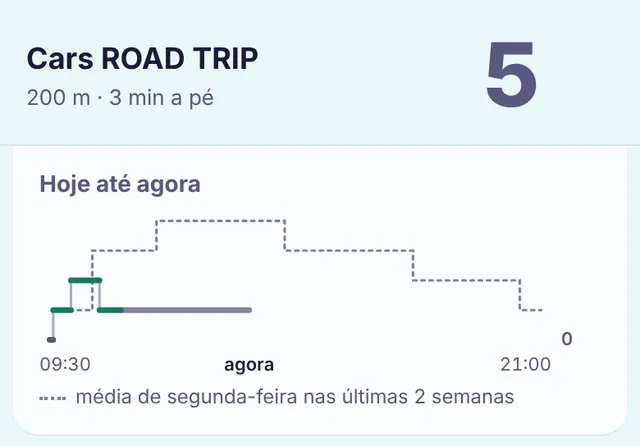 Cars ROAD TRIP
200 m · 3 min a pé
5
Hoje até agora
0
09:30 agora 21:00
média de segunda-feira nas últimas 2 semanas